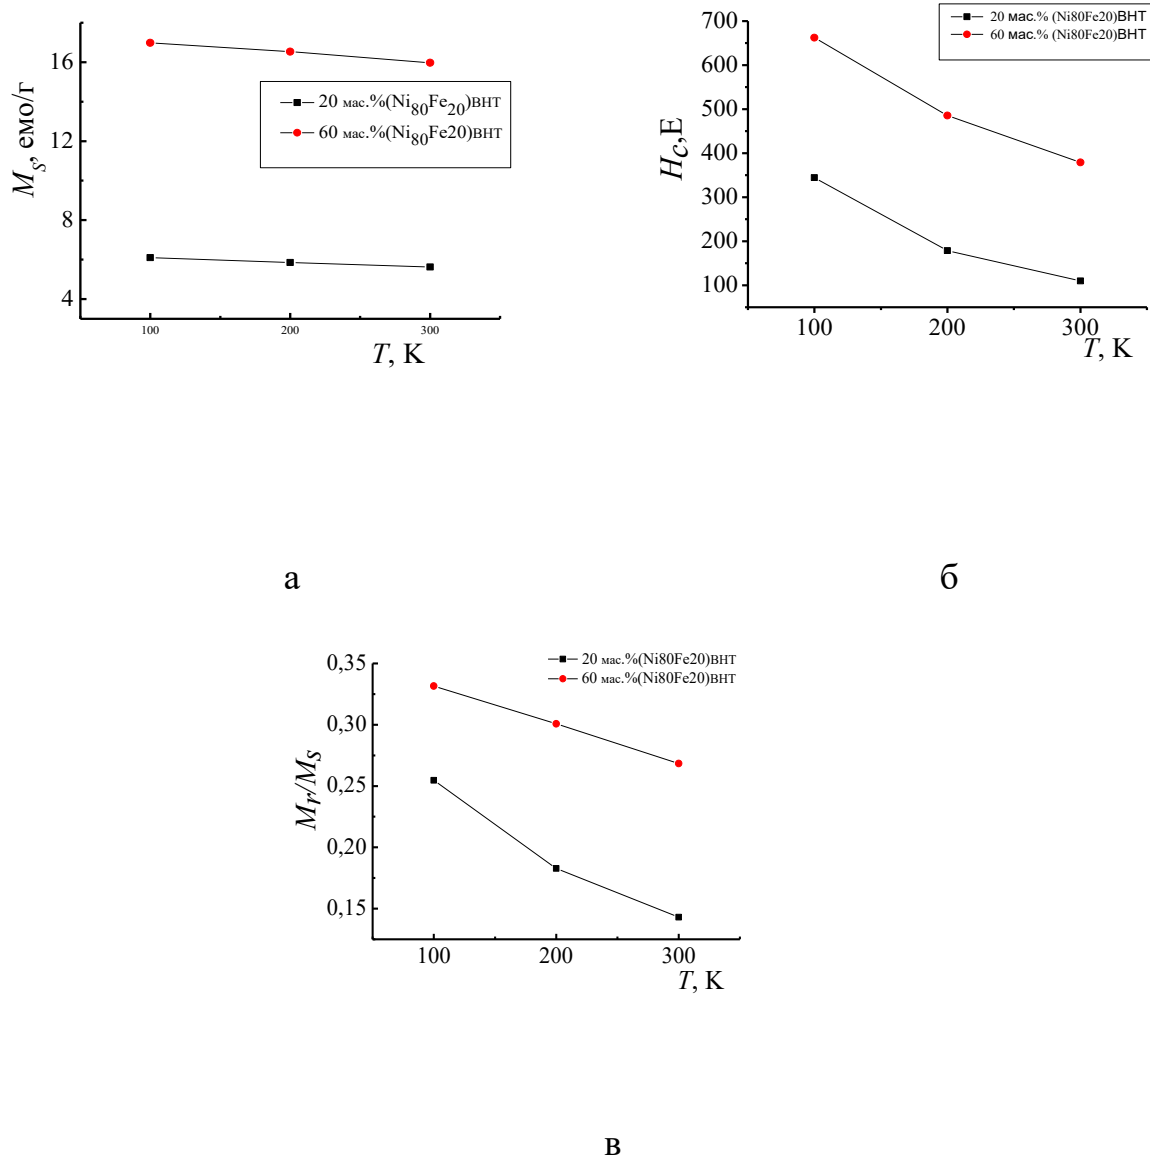 16
12
8
4
M_S, емо/г
20 мас.%(Ni80Fe20)ВНТ
60 мас.%(Ni80Fe20)ВНТ
100 200 300
T, K
700
600
500
400
300
200
100
Hc,E
20 мас.% (Ni80Fe20)ВНТ
60 мас.% (Ni80Fe20)ВНТ
100 200 300
T, K
а
б
0,35
0,30
0,25
0,20
0,15
Mr/Ms
20 мас.%(Ni80Fe20)ВНТ
60 мас.%(Ni80Fe20)ВНТ
100 200 300
T, K
в